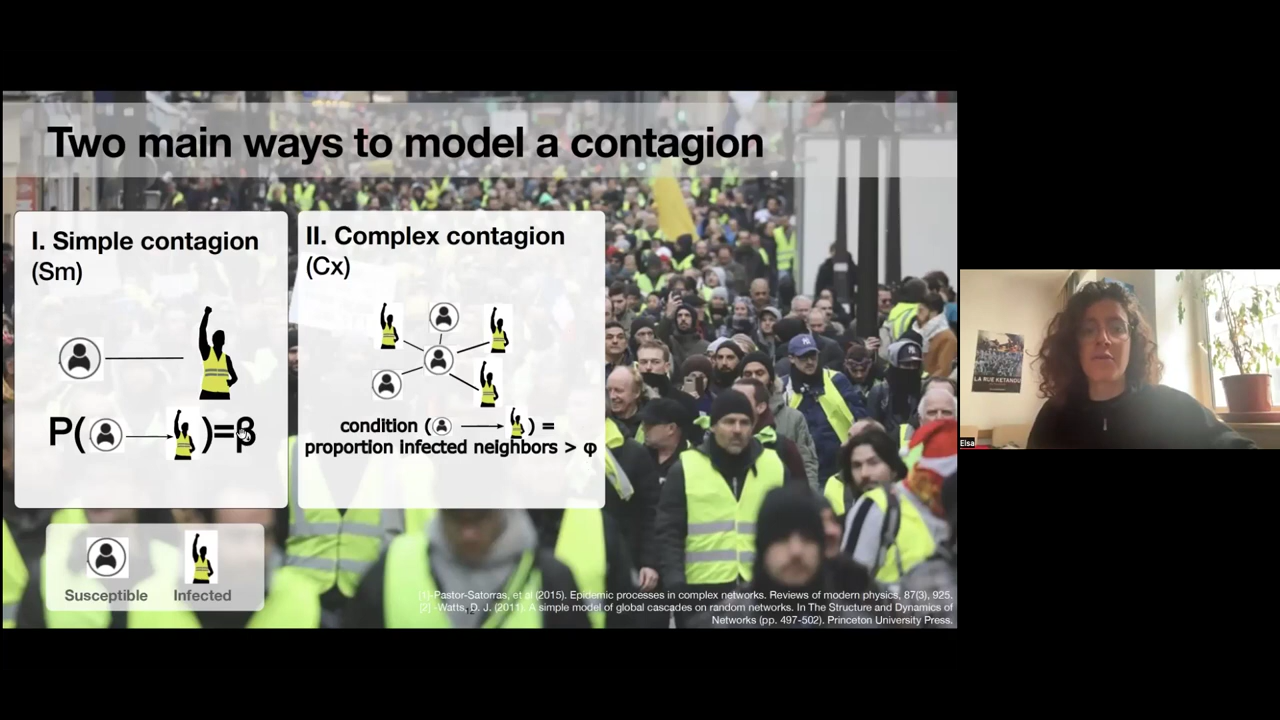 Two main ways to model a contagion
I. Simple contagion
(Sm)
P( )=β
II. Complex contagion
(Cx)
condition ( ) =
proportion infected neighbors > φ
Susceptible
Infected
[1]-Pastor-Satorras, et al (2015). Epidemic processes in complex networks. Reviews of modern physics, 87(3), 925.
[2] -Watts, D. J. (2011). A simple model of global cascades on random networks. In The Structure and Dynamics of
Networks (pp. 497-502). Princeton University Press.
LA RUE KETANOU
Elsa